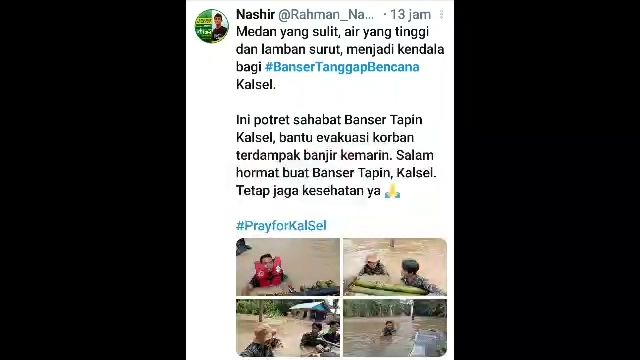 Nashir @Rahman_Na... · 13 jam
Medan yang sulit, air yang tinggi
dan lamban surut, menjadi kendala
bagi #BanserTanggapBencana
Kalsel.
Ini potret sahabat Banser Tapin
Kalsel, bantu evakuasi korban
terdampak banjir kemarin. Salam
hormat buat Banser Tapin, Kalsel.
Tetap jaga kesehatan ya 🙏
#PrayforKalSel